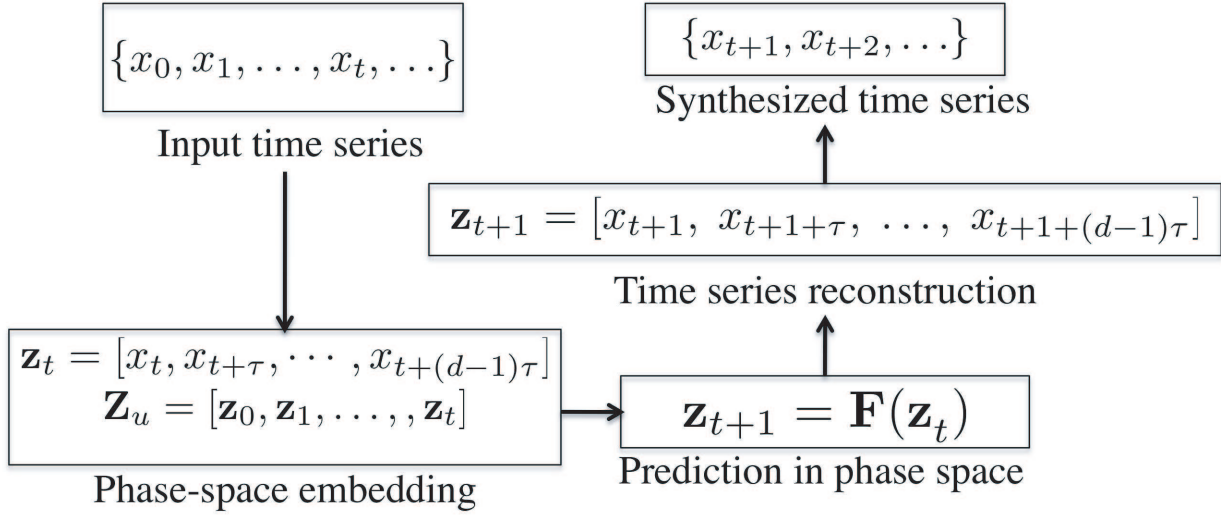 {x_0, x_1, . . . , x_t, . . .}
Input time series
z_t = [x_t, x_{t+τ}, · · · , x_{t+(d−1)τ}]
Z_u = [z_0, z_1, . . . , , z_t]
Phase-space embedding
z_{t+1} = F(z_t)
Prediction in phase space
z_{t+1} = [x_{t+1}, x_{t+1+τ}, . . . , x_{t+1+(d−1)τ}]
Time series reconstruction
{x_{t+1}, x_{t+2}, . . .}
Synthesized time series